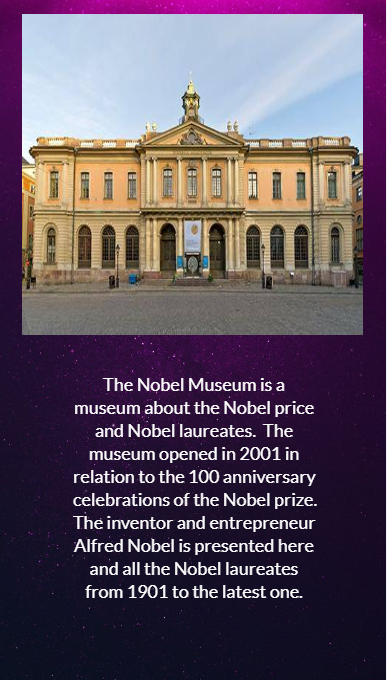 The Nobel Museum is a
museum about the Nobel price
and Nobel laureates.  The
museum opened in 2001 in
relation to the 100 anniversary
celebrations of the Nobel prize.
The inventor and entrepreneur
Alfred Nobel is presented here
and all the Nobel laureates
from 1901 to the latest one.